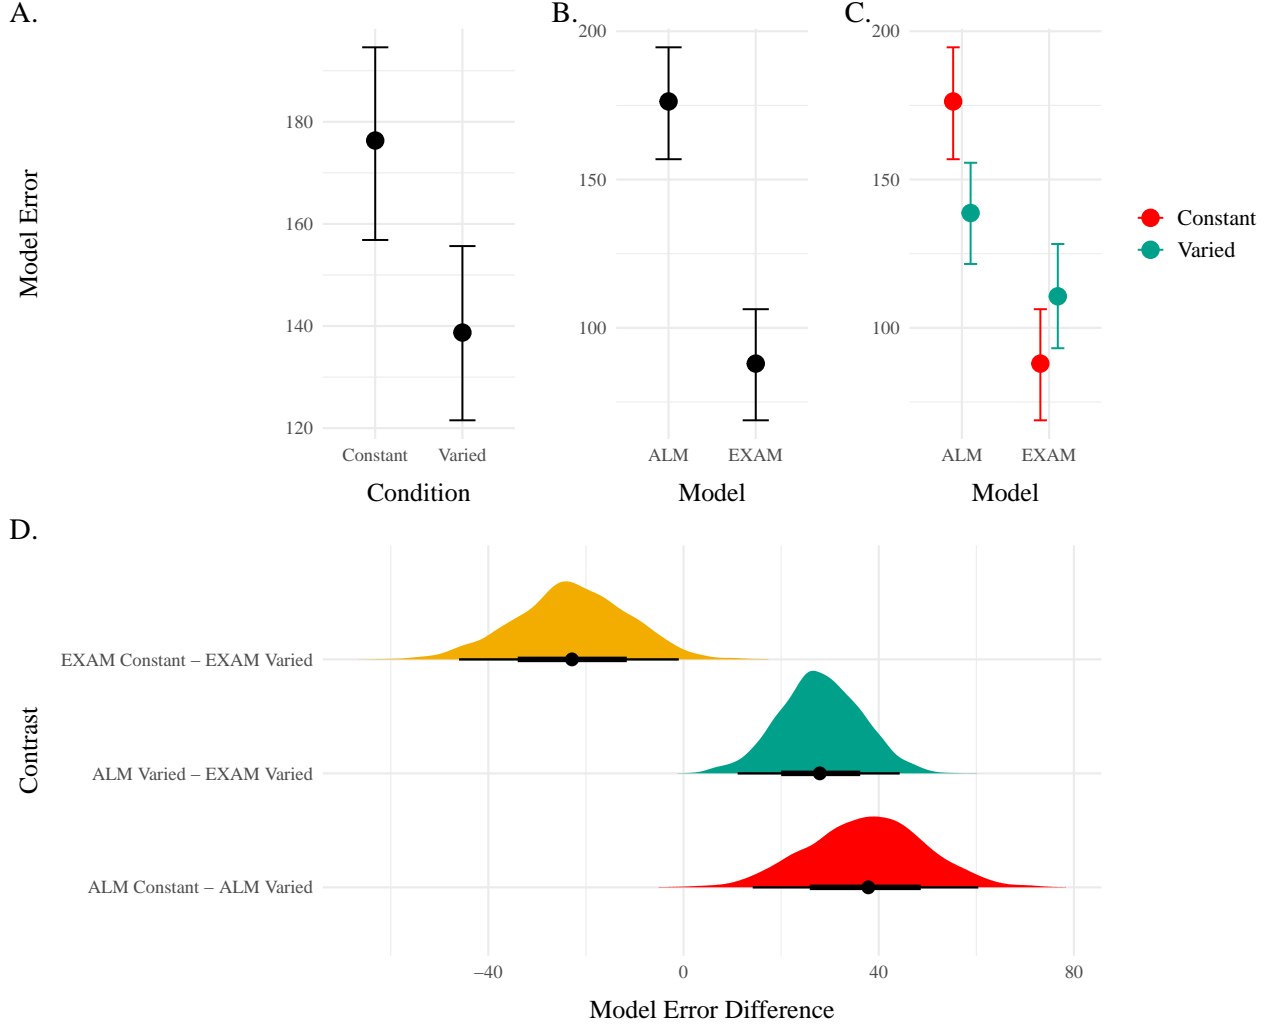 A.
B.
C.
Model Error
180
160
140
120
Constant
Varied
Condition
200
150
100
ALM
EXAM
Model
200
150
100
ALM
EXAM
Model
Constant
Varied
D.
Contrast
EXAM Constant − EXAM Varied
ALM Varied − EXAM Varied
ALM Constant − ALM Varied
−40
0
40
80
Model Error Difference